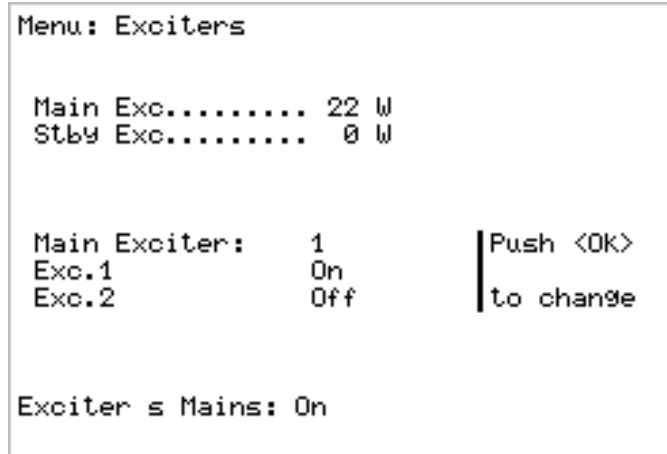 Menu: Exciters
Main Exc......... 22 W
Stby Exc......... 0 W
Main Exciter: 1 Push <OK>
Exc.1 On
Exc.2 Off to change
Exciter s Mains: On